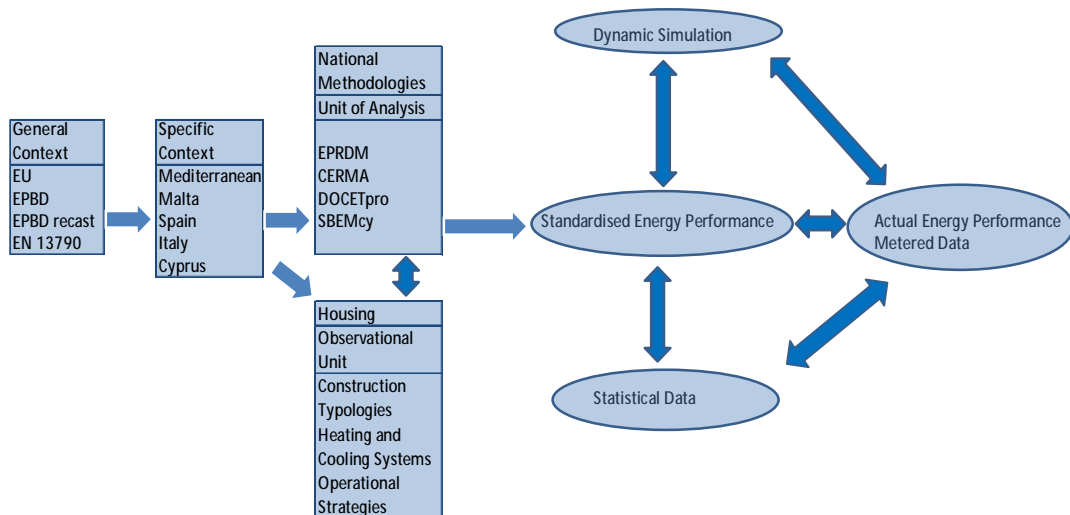 General
Context
EU
EPBD
EPBD recast
EN 13790
Specific
Context
Mediterranean
Malta
Spain
Italy
Cyprus
National
Methodologies
Unit of Analysis
EPRDM
CERMA
DOCETpro
SBEMcy
Housing
Observational
Unit
Construction
Typologies
Heating and
Cooling Systems
Operational
Strategies
Dynamic Simulation
Standardised Energy Performance
Actual Energy Performance
Metered Data
Statistical Data